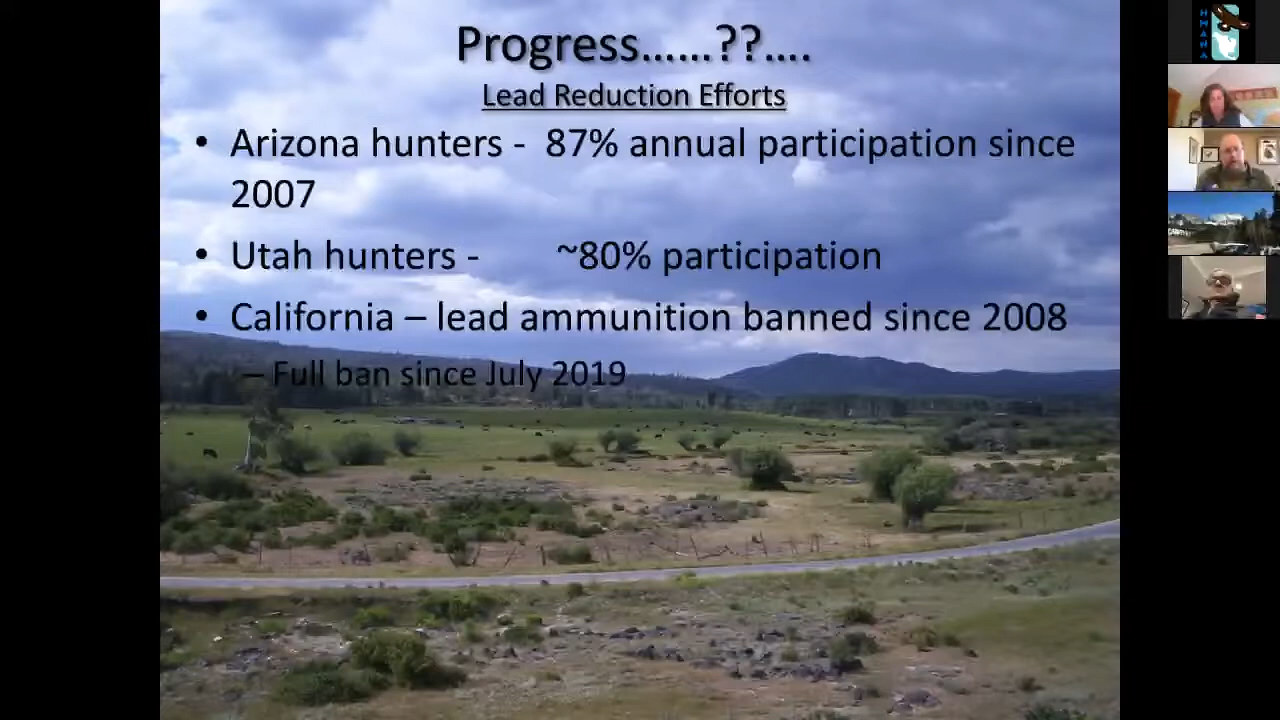 Progress……??….
Lead Reduction Efforts
• Arizona hunters - 87% annual participation since
2007
• Utah hunters - ~80% participation
• California – lead ammunition banned since 2008
– Full ban since July 2019
HMANA